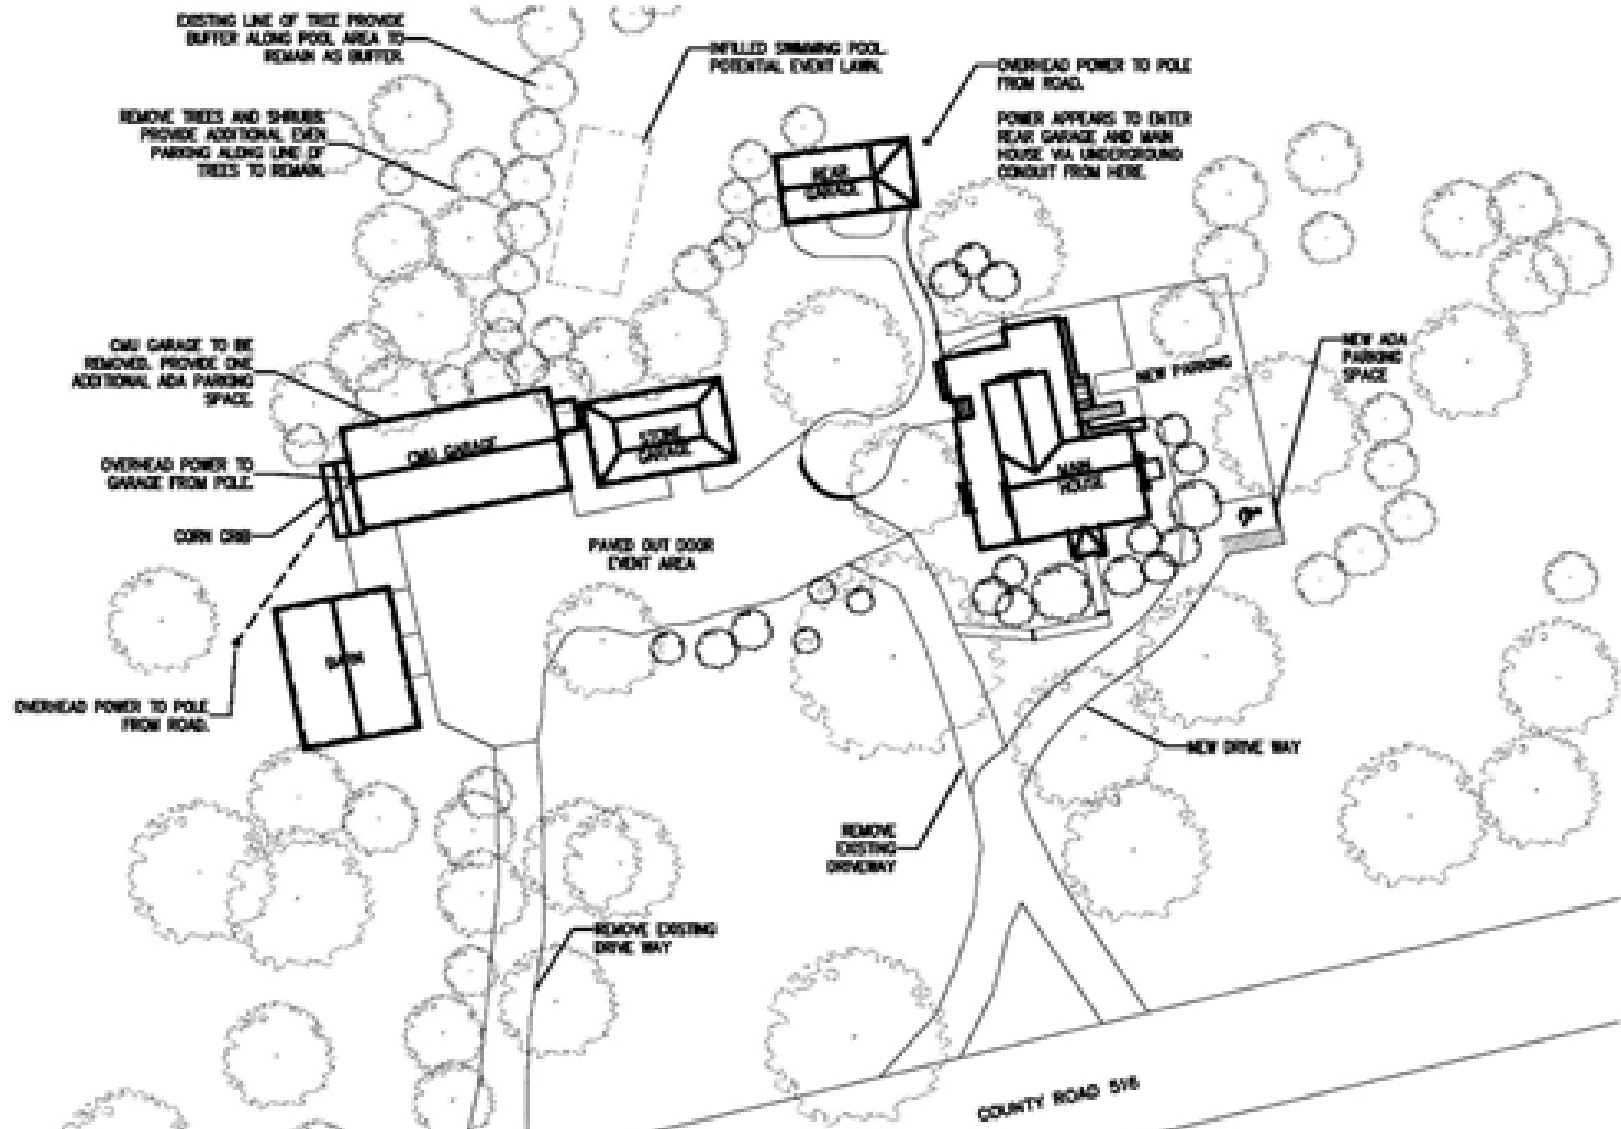 EXISTING LINE OF TREE PROVIDE
BUFFER ALONG POOL AREA TO
REMAIN AS BUFFER.
INFILLED SWIMMING POOL.
POTENTIAL EVENT LAWN.
OVERHEAD POWER TO POLE
FROM ROAD.
POWER APPEARS TO ENTER
REAR GARAGE AND MAIN
HOUSE VIA UNDERGROUND
CONDUIT FROM HERE.
REMOVE TREES AND SHRUBS.
PROVIDE ADDITIONAL EVEN
PARKING ALONG LINE OF
TREES TO REMAIN.
REAR
GARAGE
CMU GARAGE TO BE
REMOVED. PROVIDE ONE
ADDITIONAL ADA PARKING
SPACE.
NEW ADA
PARKING
SPACE
NEW PARKING
CMU GARAGE
STONE
GARAGE
OVERHEAD POWER TO
GARAGE FROM POLE.
MAIN
HOUSE
CORN CRIB
PAVED OUT DOOR
EVENT AREA
BARN
OVERHEAD POWER TO POLE
FROM ROAD.
NEW DRIVE WAY
REMOVE
EXISTING
DRIVEWAY
REMOVE EXISTING
DRIVE WAY
COUNTY ROAD 518